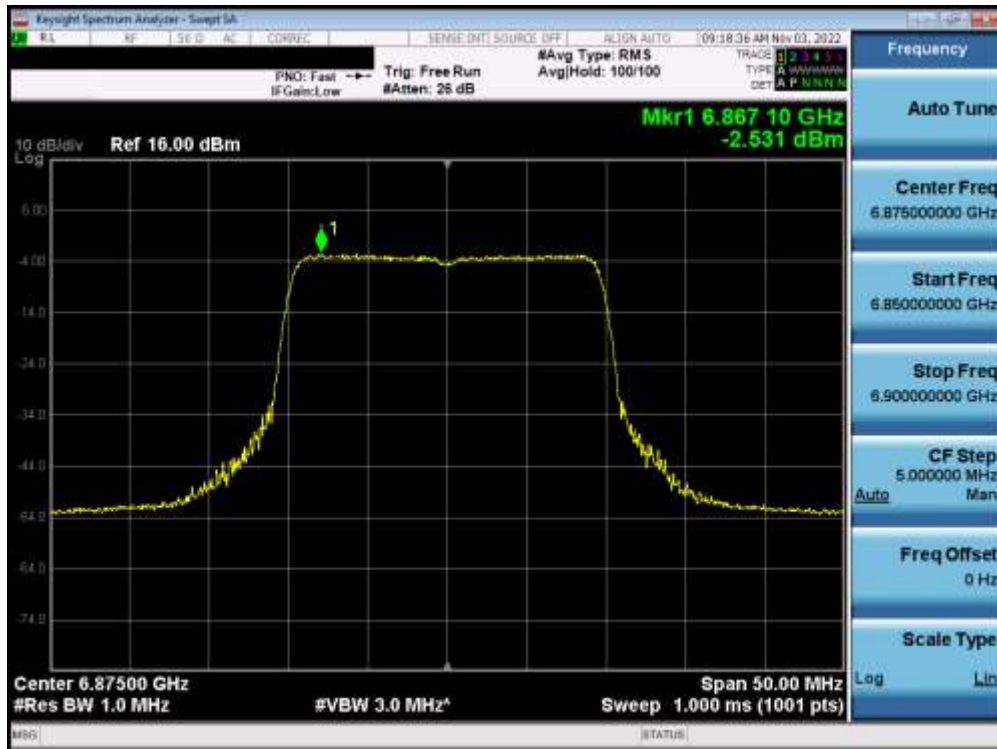 Keysight Spectrum Analyzer - Swept SA
RL RF 50 Ω AC CORREC SENSE:INT SOURCE OFF ALIGN AUTO 09:18:36 AM Nov 03, 2022
#Avg Type: RMS
Avg|Hold: 100/100
TRACE 1 2 3 4 5 6
TYPE A WWWWW
DET A P N N N N
PNO: Fast
IFGain:Low
Trig: Free Run
#Atten: 26 dB
Mkr1 6.867 10 GHz
-2.531 dBm
10 dB/div Ref 16.00 dBm
Log
1
6.00
-4.00
-14.0
-24.0
-34.0
-44.0
-54.0
-64.0
-74.0
Center 6.87500 GHz Span 50.00 MHz
#Res BW 1.0 MHz #VBW 3.0 MHz* Sweep 1.000 ms (1001 pts)
MSG STATUS
Frequency
Auto Tune
Center Freq
6.875000000 GHz
Start Freq
6.850000000 GHz
Stop Freq
6.900000000 GHz
CF Step
5.000000 MHz
Auto Man
Freq Offset
0 Hz
Scale Type
Log Lin